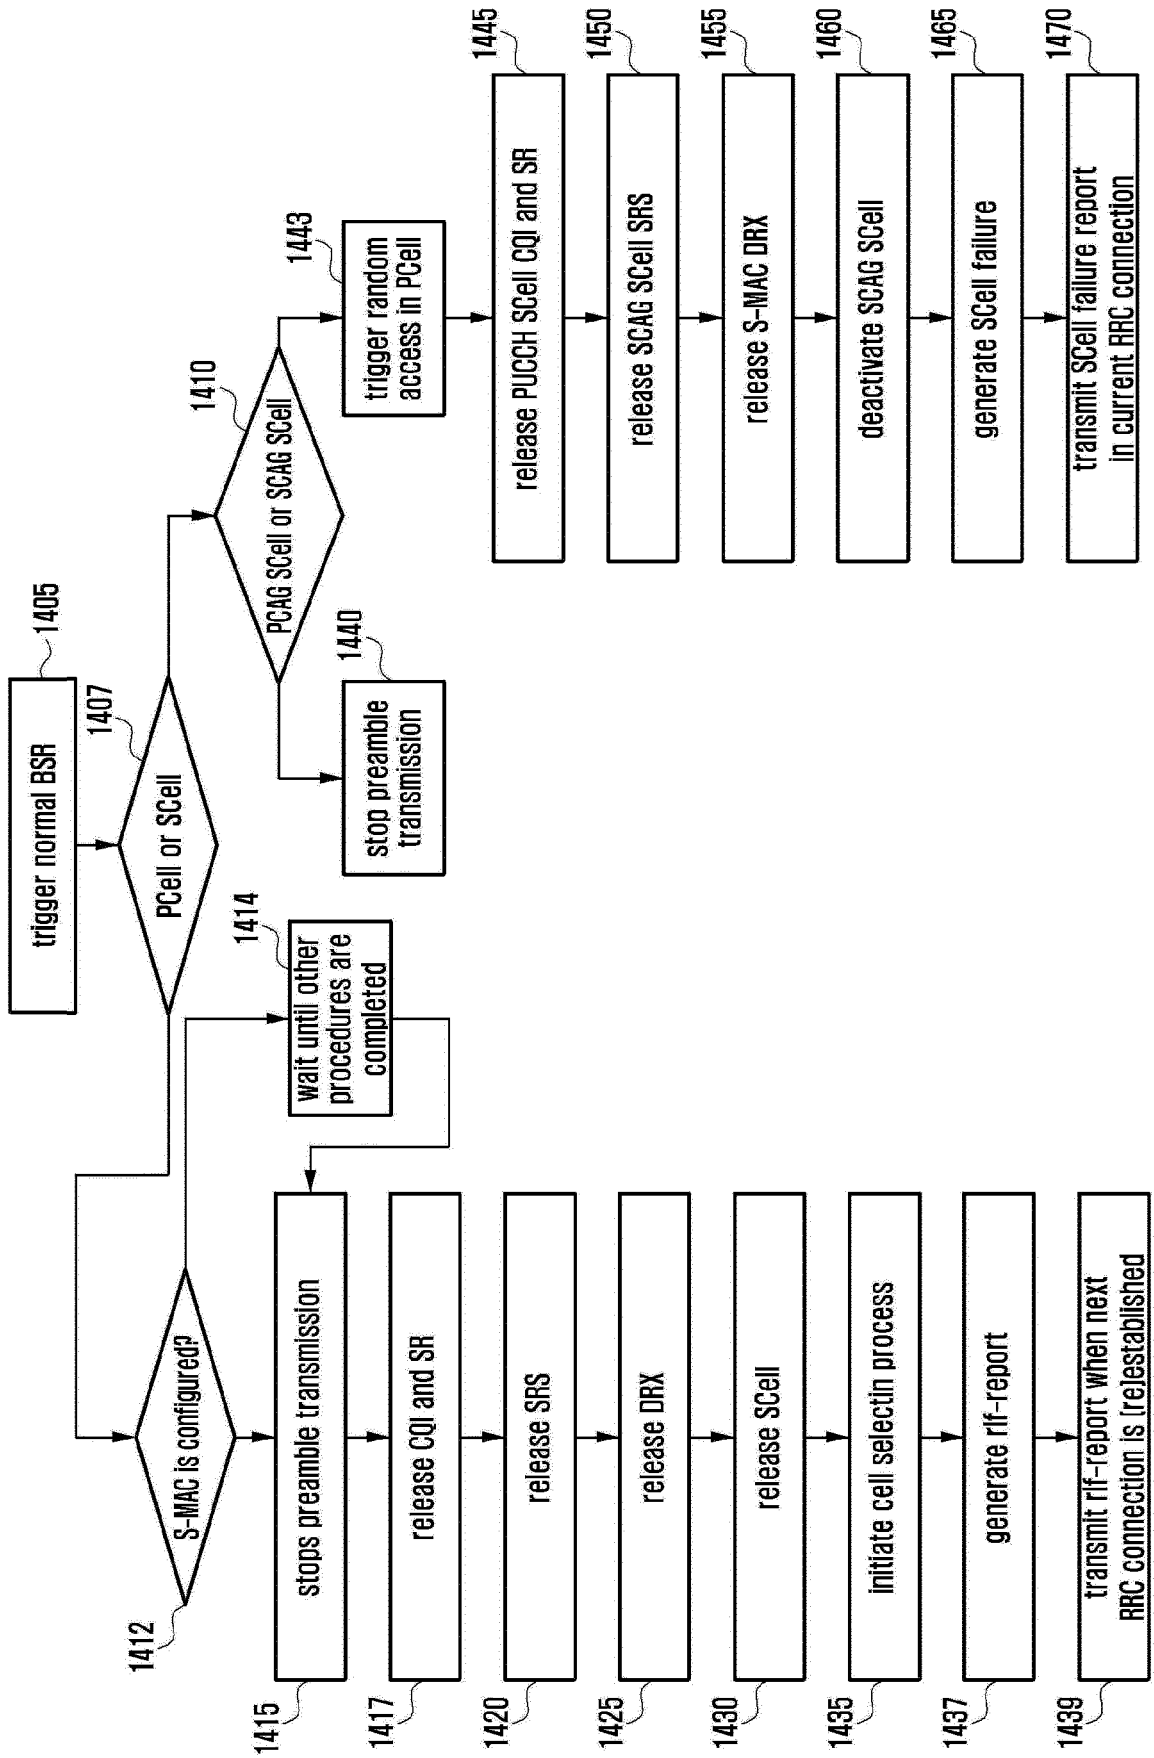 trigger normal BSR
1405
1407
PCell or SCell
1412
S-MAC is configured?
1414
wait until other
procedures are
completed
1415
stops preamble transmission
1417
release CQI and SR
1420
release SRS
1425
release DRX
1430
release SCell
1435
initiate cell selectin process
1437
generate rlf-report
1439
transmit rlf-report when next
RRC connection is (re)established
1410
PCAG SCell or SCAG SCell
1440
stop preamble
transmission
1443
trigger random
access in PCell
1445
release PUCCH SCell CQI and SR
1450
release SCAG SCell SRS
1455
release S-MAC DRX
1460
deactivate SCAG SCell
1465
generate SCell failure
1470
transmit SCell failure report
in current RRC connection